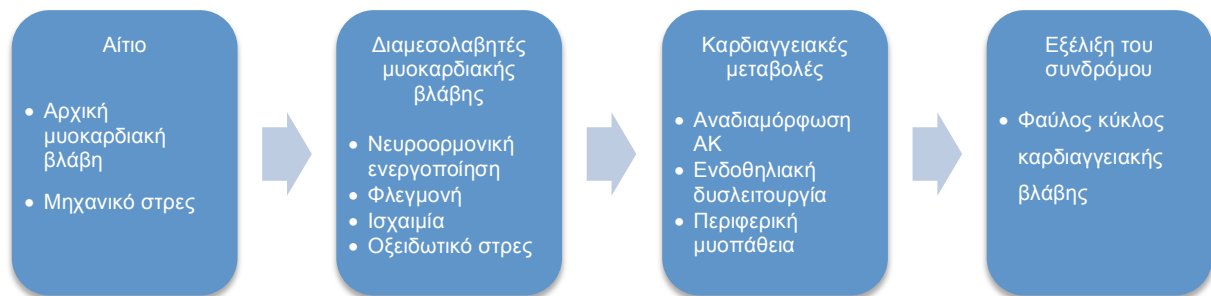 Αίτιο
• Αρχική
μυοκαρδιακή
βλάβη
• Μηχανικό στρες
Διαμεσολαβητές
μυοκαρδιακής
βλάβης
• Νευροορμονική
ενεργοποίηση
• Φλεγμονή
• Ισχαιμία
• Οξειδωτικό στρες
Καρδιαγγειακές
μεταβολές
• Αναδιαμόρφωση
ΑΚ
• Ενδοθηλιακή
δυσλειτουργία
• Περιφερική
μυοπάθεια
Εξέλιξη του
συνδρόμου
• Φαύλος κύκλος
καρδιαγγειακής
βλάβης